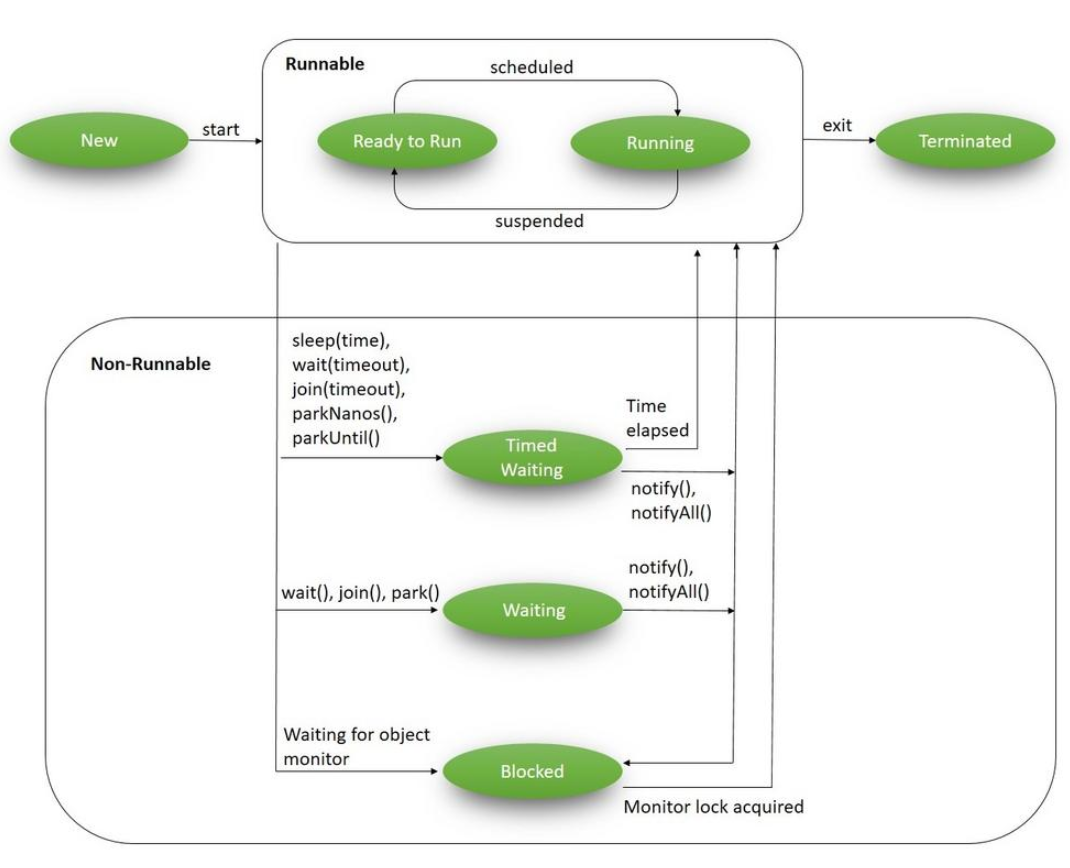 Runnable
scheduled
New
start
Ready to Run
Running
exit
Terminated
suspended
Non-Runnable
sleep(time),
wait(timeout),
join(timeout),
parkNanos(),
parkUntil()
Timed
Waiting
Time
elapsed
notify(),
notifyAll()
wait(), join(), park()
Waiting
notify(),
notifyAll()
Waiting for object
monitor
Blocked
Monitor lock acquired